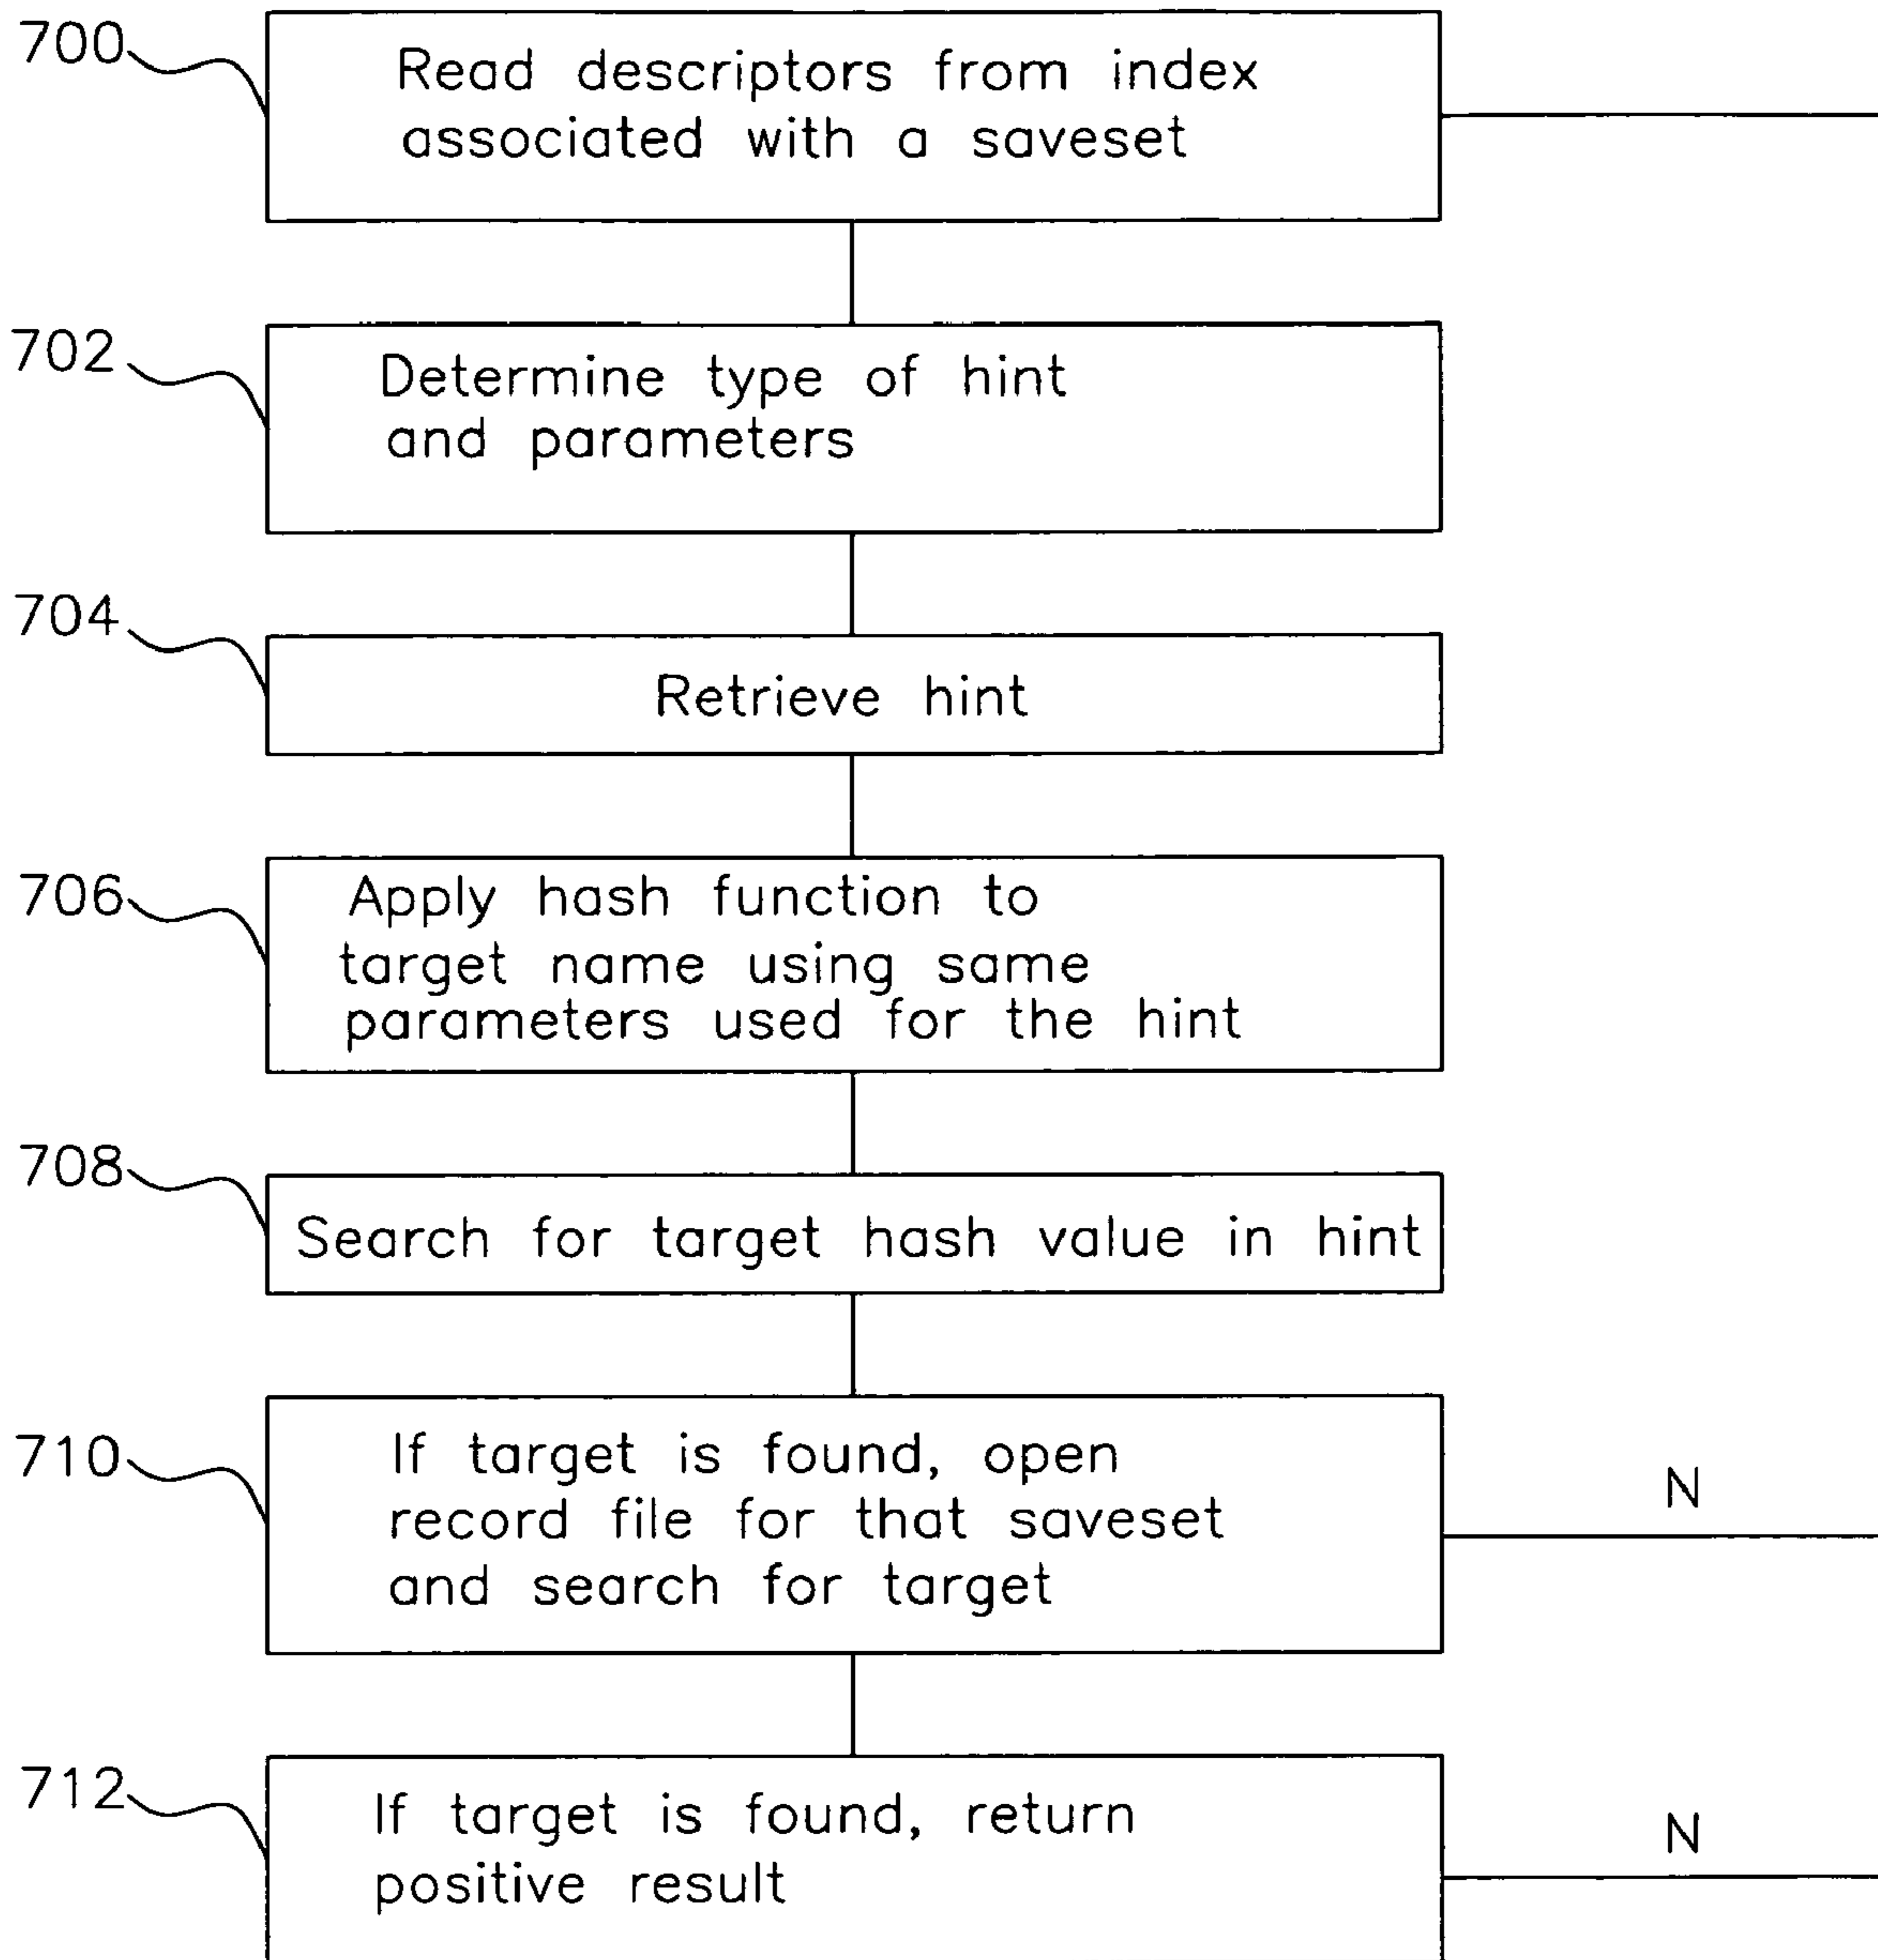 700
Read descriptors from index
associated with a saveset
702
Determine type of hint
and parameters
704
Retrieve hint
706
Apply hash function to
target name using same
parameters used for the hint
708
Search for target hash value in hint
710
If target is found, open
record file for that saveset
and search for target
N
712
If target is found, return
positive result
N